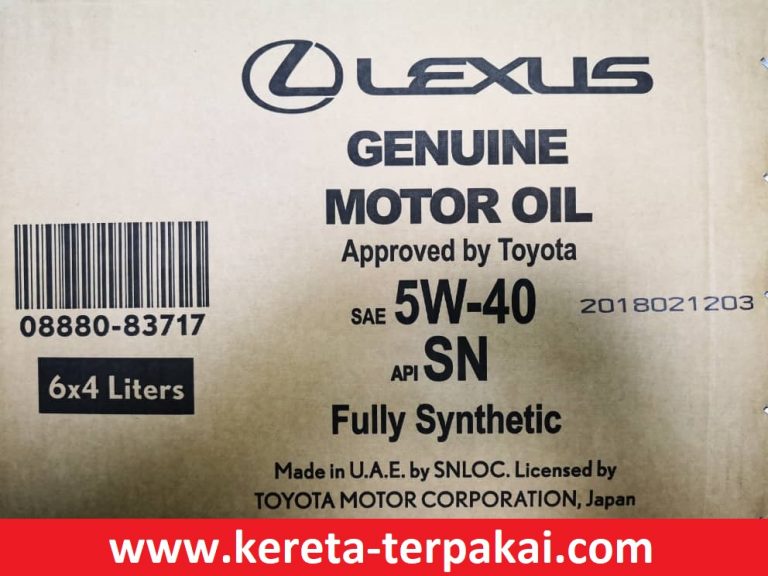 LEXUS
GENUINE
MOTOR OIL
Approved by Toyota
SAE 5W-40
2018021203
API SN
Fully Synthetic
08880-83717
6x4 Liters
Made in U.A.E. by SNLOC. Licensed by
TOYOTA MOTOR CORPORATION, Japan
www.kereta-terpakai.com